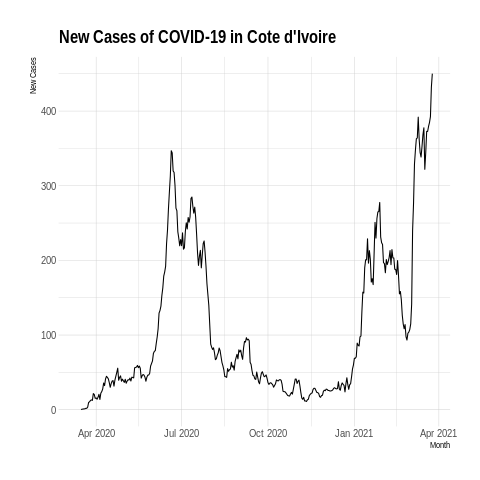 New Cases of COVID-19 in Cote d'Ivoire
New Cases
400
300
200
100
0
Apr 2020 Jul 2020 Oct 2020 Jan 2021 Apr 2021
Month